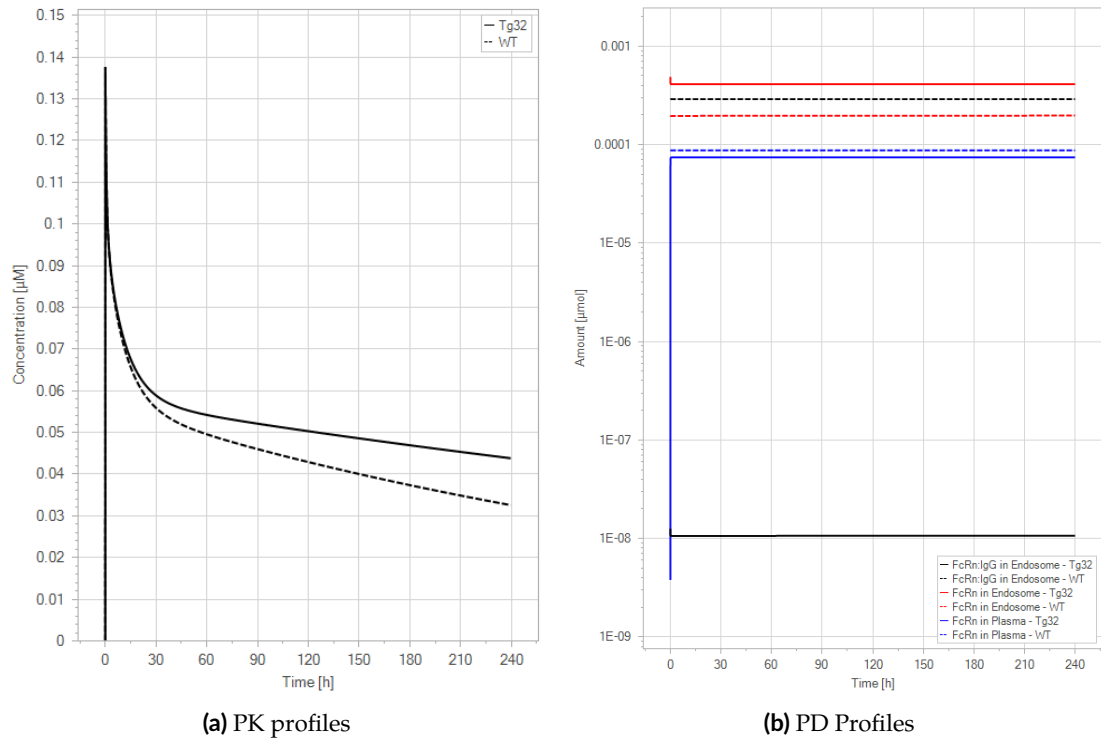 0.15
0.14
0.13
0.12
0.11
0.1
0.09
0.08
0.07
0.06
0.05
0.04
0.03
0.02
0.01
0
Concentration [µM]
Tg32
WT
0 30 60 90 120 150 180 210 240
Time [h]
(a) PK profiles
0.001
0.0001
1E-05
1E-06
1E-07
1E-08
1E-09
Amount [µmol]
FcRn:IgG in Endosome - Tg32
FcRn:IgG in Endosome - WT
FcRn in Endosome - Tg32
FcRn in Endosome - WT
FcRn in Plasma - Tg32
FcRn in Plasma - WT
0 30 60 90 120 150 180 210 240
Time [h]
(b) PD Profiles